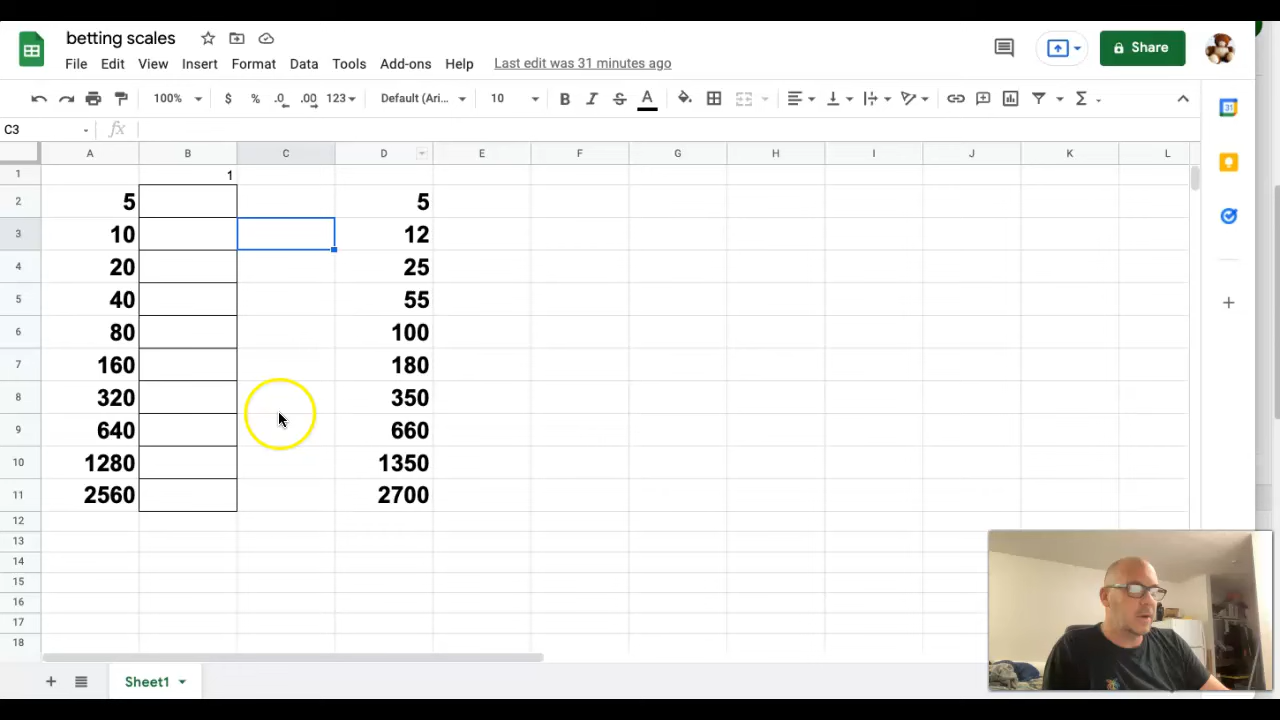 betting scales
File Edit View Insert Format Data Tools Add-ons Help Last edit was 31 minutes ago
Share
100% $ % .0 .00 123 Default (Ari... 10 B I S A Σ
31
C3 fx
A B C D E F G H I J K L
1 1
2 5 5
3 10 12
4 20 25
5 40 55
6 80 100
7 160 180
8 320 350
9 640 660
10 1280 1350
11 2560 2700
12
13
14
15
16
17
18
+ Sheet1